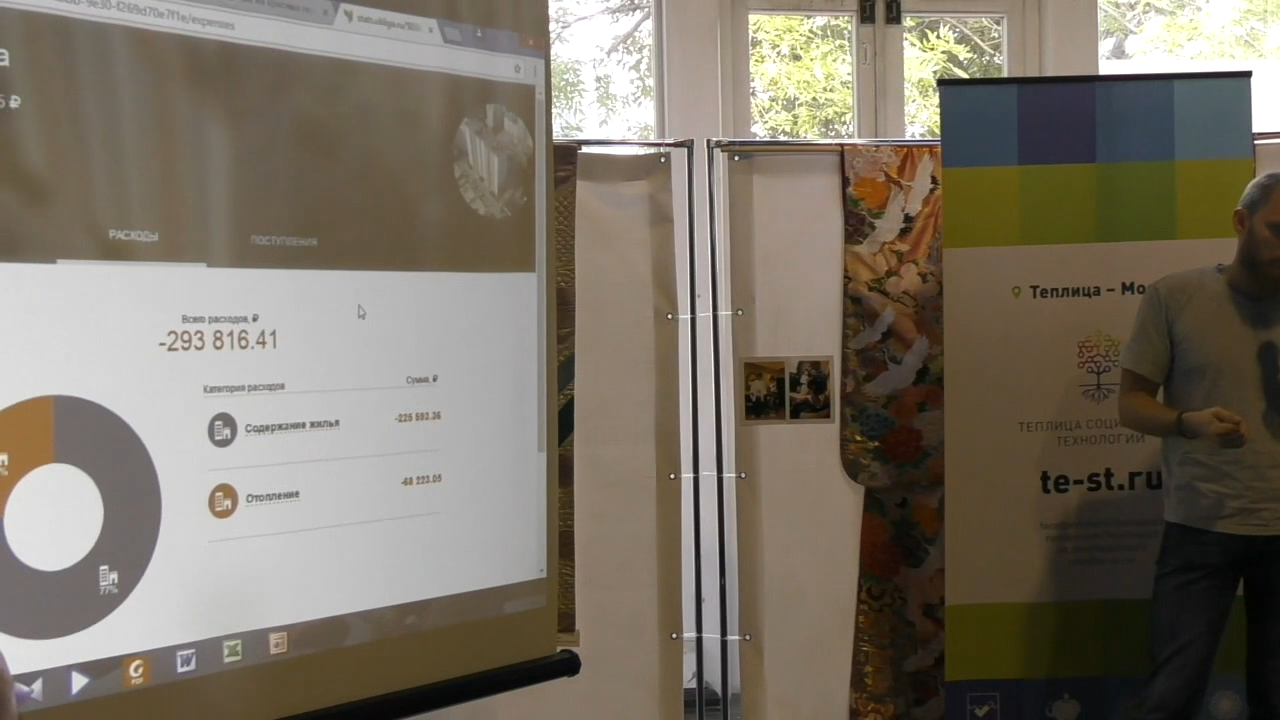 РАСХОДЫ
ПОСТУПЛЕНИЯ
Всего расходов, ₽
-293 816.41
Категория расходов
Сумма, ₽
Содержание жилья
-225 593.36
Отопление
-68 223.05
77%
Теплица – Мо
ТЕПЛИЦА СОЦИ
ТЕХНОЛОГИЙ
te-st.ru